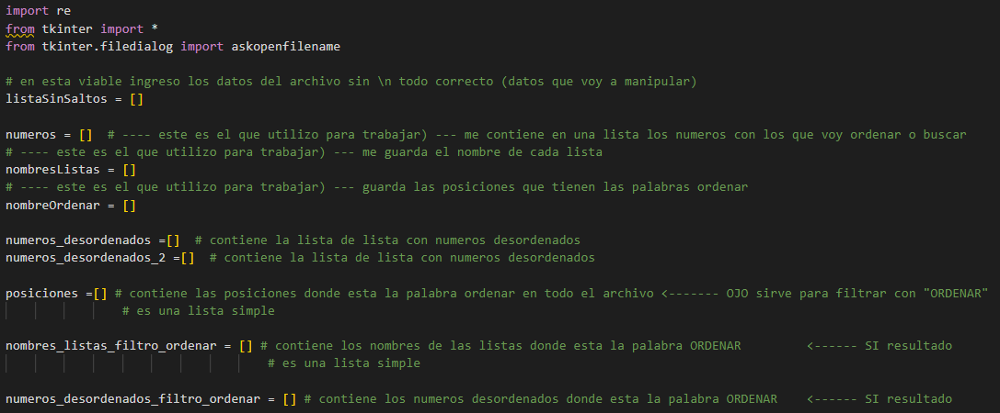 import re
from tkinter import *
from tkinter.filedialog import askopenfilename
# en esta viable ingreso los datos del archivo sin \n todo correcto (datos que voy a manipular)
listaSinSaltos = []
numeros = []  # ---- este es el que utilizo para trabajar) --- me contiene en una lista los numeros con los que voy ordenar o buscar
# ---- este es el que utilizo para trabajar) --- me guarda el nombre de cada lista
nombresListas = []
# ---- este es el que utilizo para trabajar) --- guarda las posiciones que tienen las palabras ordenar
nombreOrdenar = []
numeros_desordenados =[]  # contiene la lista de lista con numeros desordenados
numeros_desordenados_2 =[]  # contiene la lista de lista con numeros desordenados
posiciones =[] # contiene las posiciones donde esta la palabra ordenar en todo el archivo <------- OJO sirve para filtrar con "ORDENAR"
# es una lista simple
nombres_listas_filtro_ordenar = [] # contiene los nombres de las listas donde esta la palabra ORDENAR         <------ SI resultado
# es una lista simple
numeros_desordenados_filtro_ordenar = [] # contiene los numeros desordenados donde esta la palabra ORDENAR    <------ SI resultado